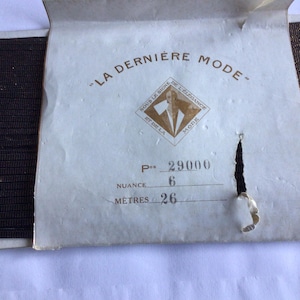 "LA DERNIÈRE MODE"
Pce 29000
NUANCE 6
MÈTRES 26